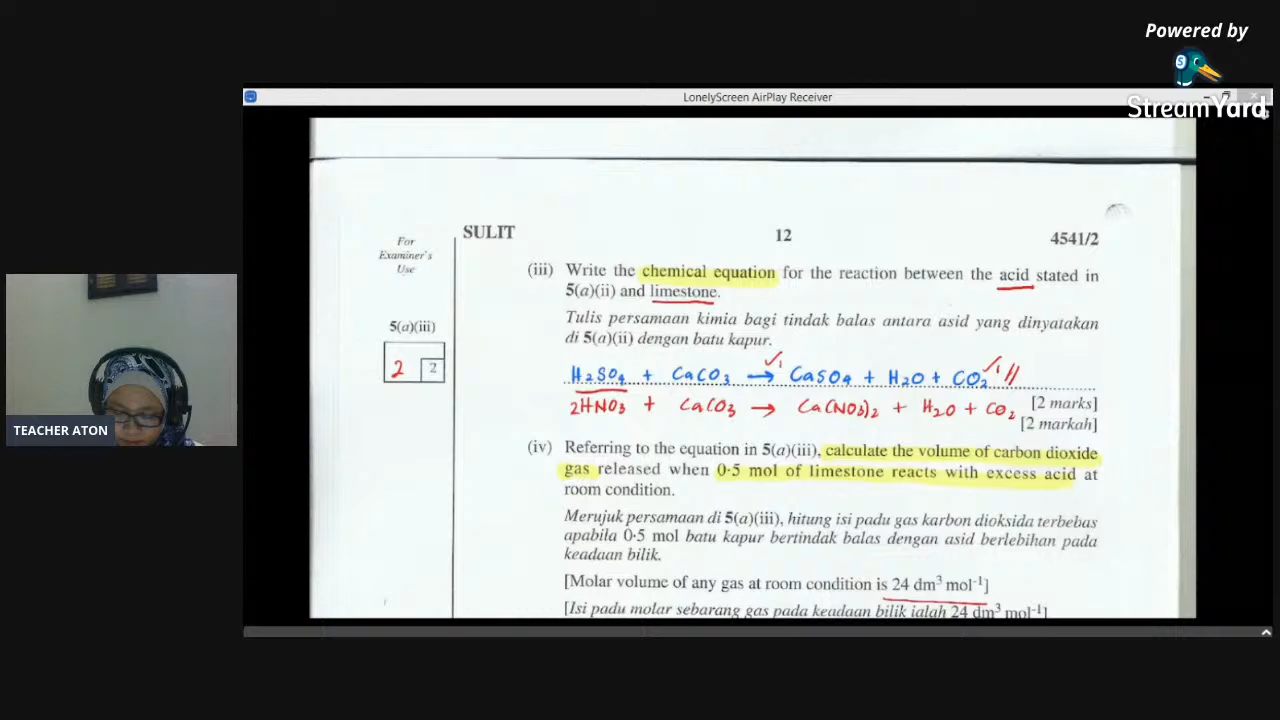 Powered by
StreamYard
LonelyScreen AirPlay Receiver
For
Examiner's
Use
SULIT
12
4541/2
(iii) Write the chemical equation for the reaction between the acid stated in
5(a)(ii) and limestone.
5(a)(iii)
Tulis persamaan kimia bagi tindak balas antara asid yang dinyatakan
di 5(a)(ii) dengan batu kapur.
2
2
H₂SO₄ + CaCO₃ → CaSO₄ + H₂O + CO₂ //
2HNO₃ + CaCO₃ → Ca(NO₃)₂ + H₂O + CO₂
[2 marks]
[2 markah]
TEACHER ATON
(iv) Referring to the equation in 5(a)(iii), calculate the volume of carbon dioxide
gas released when 0·5 mol of limestone reacts with excess acid at
room condition.
Merujuk persamaan di 5(a)(iii), hitung isi padu gas karbon dioksida terbebas
apabila 0·5 mol batu kapur bertindak balas dengan asid berlebihan pada
keadaan bilik.
[Molar volume of any gas at room condition is 24 dm³ mol⁻¹]
[Isi padu molar sebarang gas pada keadaan bilik ialah 24 dm³ mol⁻¹]